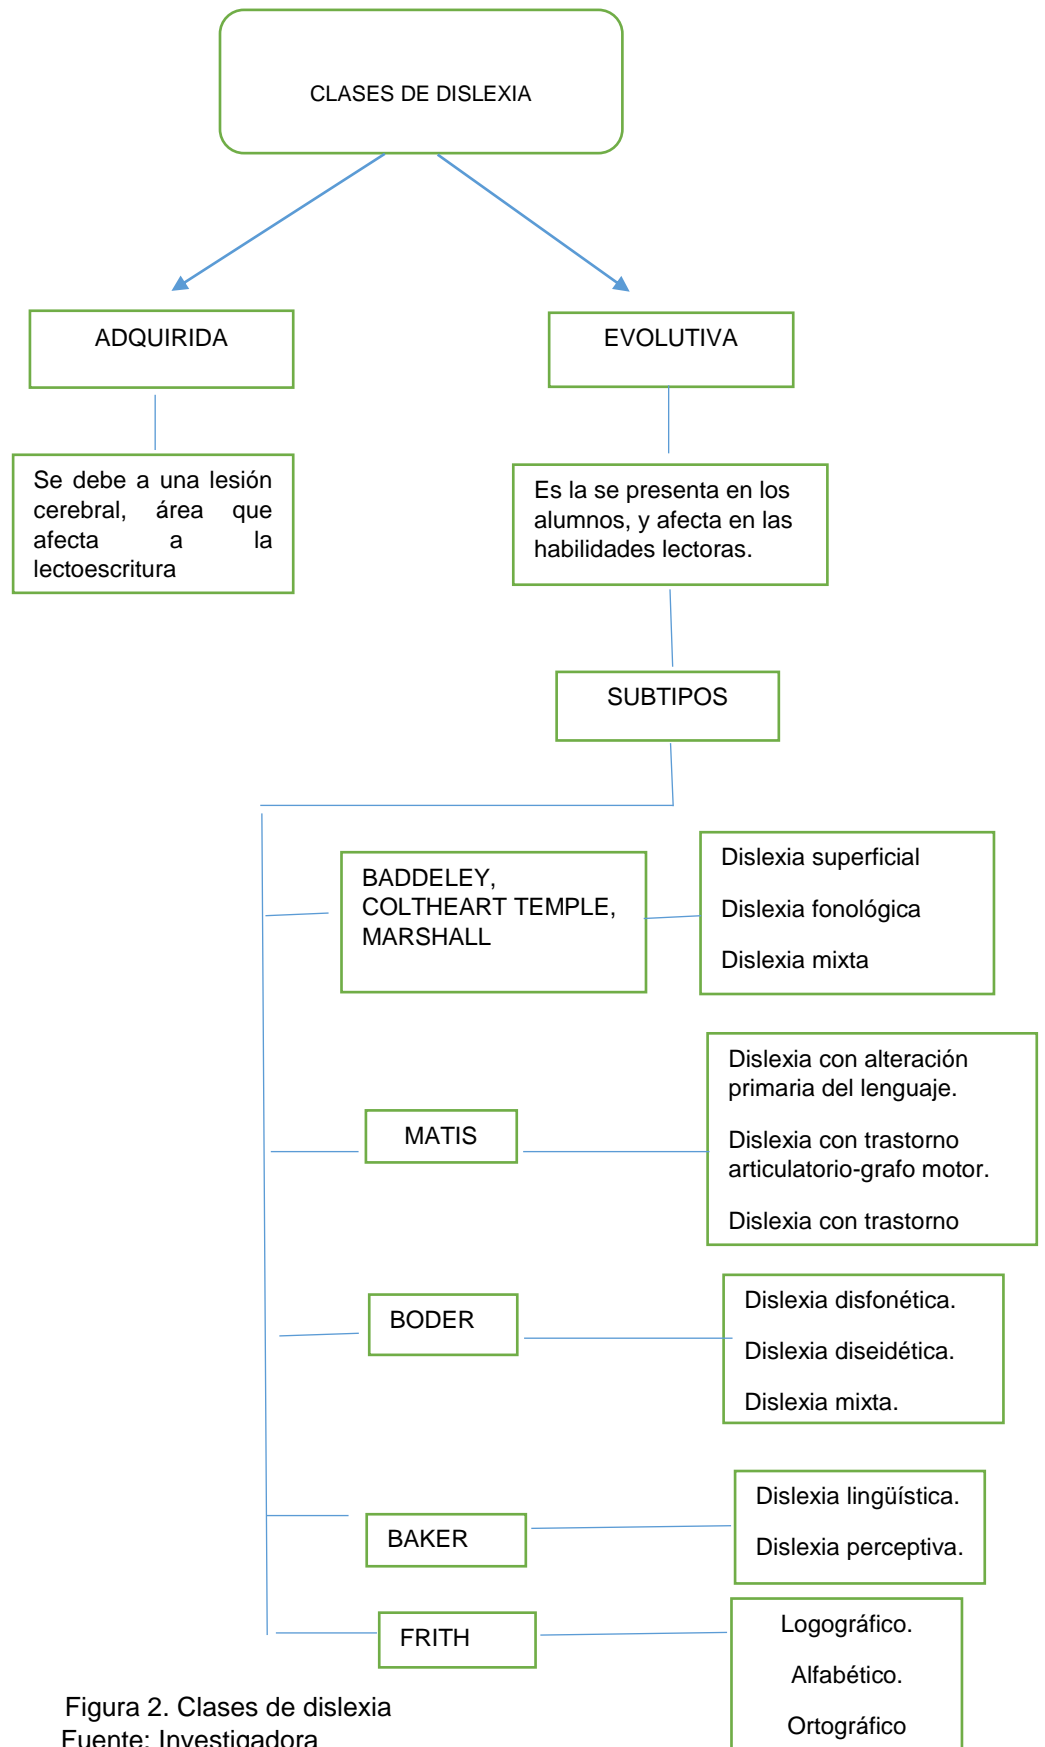 CLASES DE DISLEXIA
ADQUIRIDA
EVOLUTIVA
Se debe a una lesión
cerebral, área que
afecta a la
lectoescritura
Es la se presenta en los
alumnos, y afecta en las
habilidades lectoras.
SUBTIPOS
BADDELEY,
COLTHEART TEMPLE,
MARSHALL
Dislexia superficial
Dislexia fonológica
Dislexia mixta
MATIS
Dislexia con alteración
primaria del lenguaje.
Dislexia con trastorno
articulatorio-grafo motor.
Dislexia con trastorno
BODER
Dislexia disfonética.
Dislexia diseidética.
Dislexia mixta.
BAKER
Dislexia lingüística.
Dislexia perceptiva.
FRITH
Logográfico.
Alfabético.
Ortográfico
Figura 2. Clases de dislexia
Fuente: Investigadora